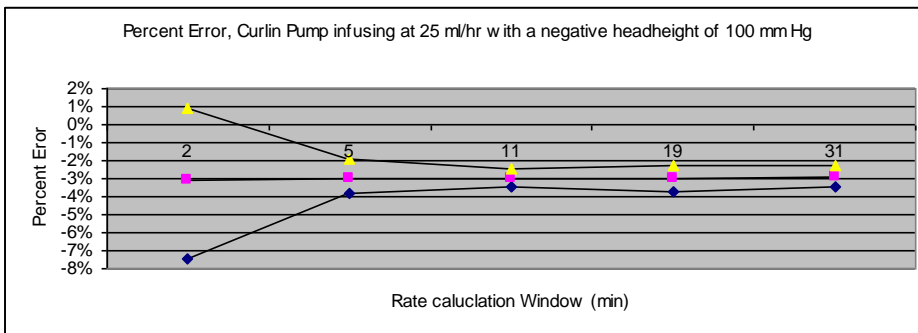 Percent Error, Curlin Pump infusing at 25 ml/hr with a negative headheight of 100 mm Hg
2%
1%
0%
-1%
-2%
-3%
-4%
-5%
-6%
-7%
-8%
2 5 11 19 31
Percent Eror
Rate caluclation Window (min)